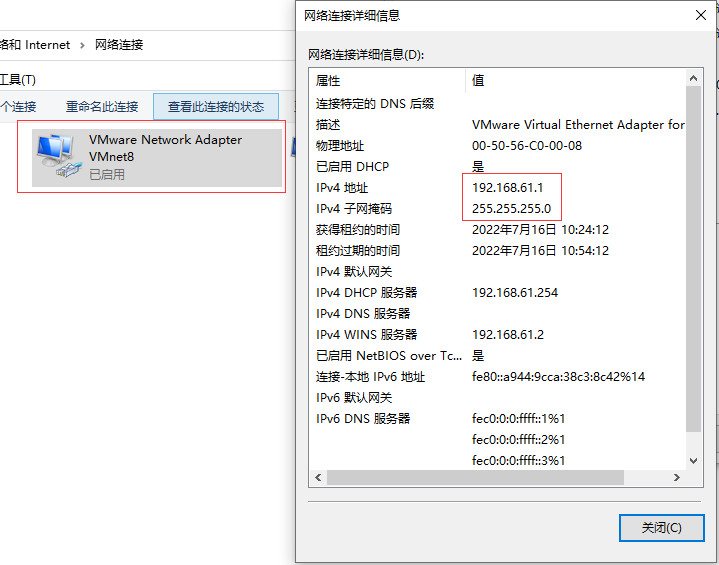 网络连接详细信息
络和 Internet › 网络连接
工具(T)
个连接 重命名此连接 查看此连接的状态
VMware Network Adapter
VMnet8
已启用
网络连接详细信息(D):
属性 值
连接特定的 DNS 后缀
描述 VMware Virtual Ethernet Adapter for
物理地址 00-50-56-C0-00-08
已启用 DHCP 是
IPv4 地址 192.168.61.1
IPv4 子网掩码 255.255.255.0
获得租约的时间 2022年7月16日 10:24:12
租约过期的时间 2022年7月16日 10:54:12
IPv4 默认网关
IPv4 DHCP 服务器 192.168.61.254
IPv4 DNS 服务器
IPv4 WINS 服务器 192.168.61.2
已启用 NetBIOS over Tc... 是
连接-本地 IPv6 地址 fe80::a944:9cca:38c3:8c42%14
IPv6 默认网关
IPv6 DNS 服务器 fec0:0:0:ffff::1%1
fec0:0:0:ffff::2%1
fec0:0:0:ffff::3%1
关闭(C)